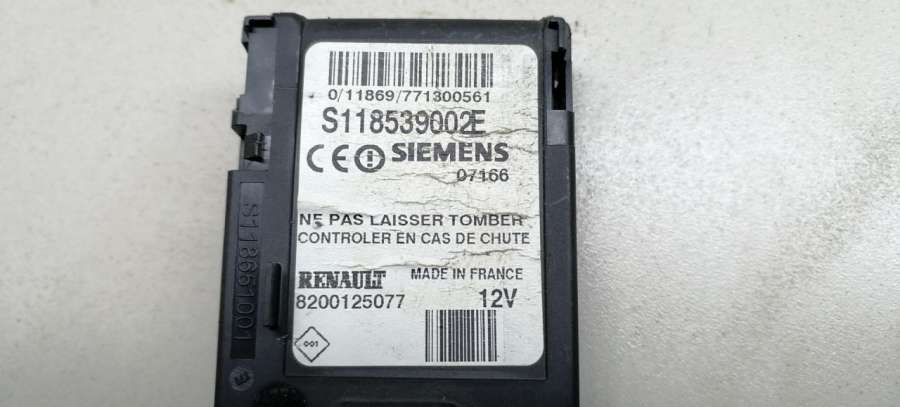 0/11869/771300561
S118539002E
CE SIEMENS
07166
NE PAS LAISSER TOMBER
CONTROLER EN CAS DE CHUTE
RENAULT MADE IN FRANCE
8200125077 12V
001
S118651001
E